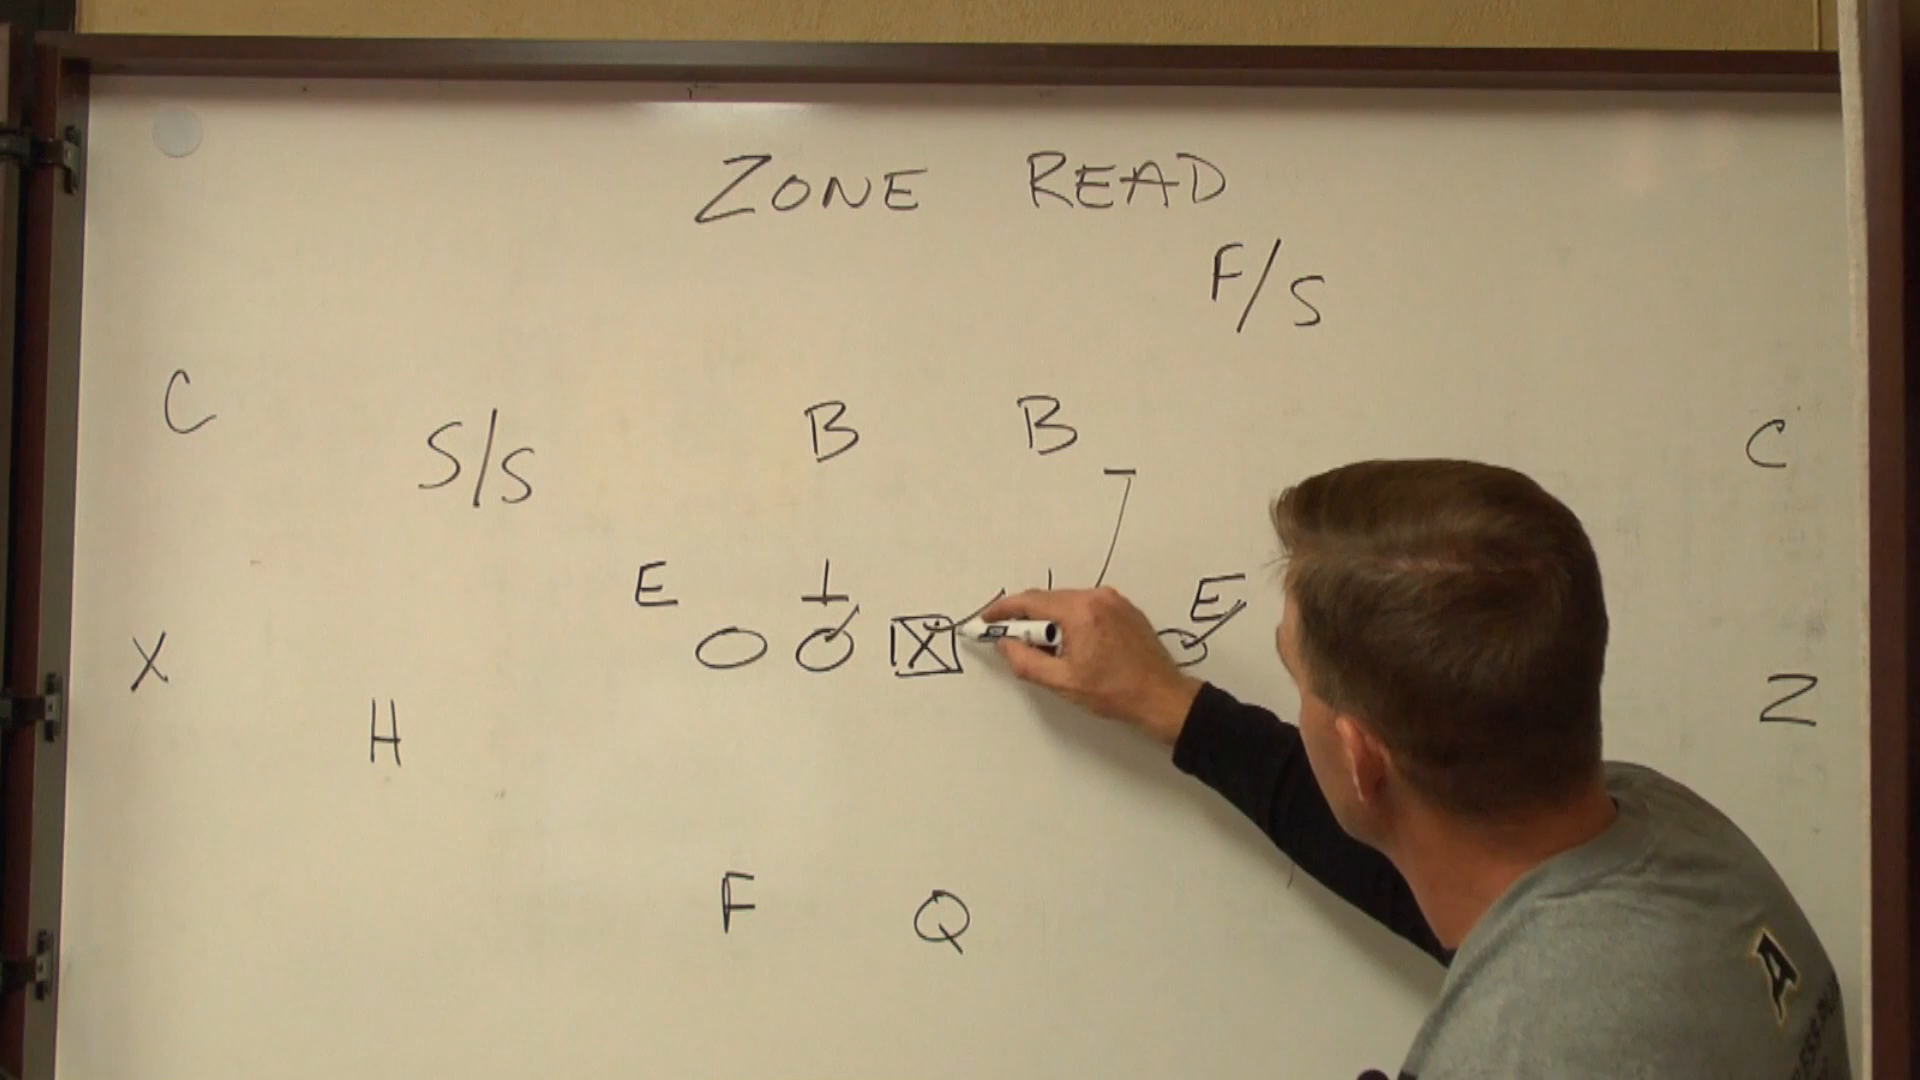 ZONE READ
F/S
C S/S B B C
E E
X X Z
H
F Q
A